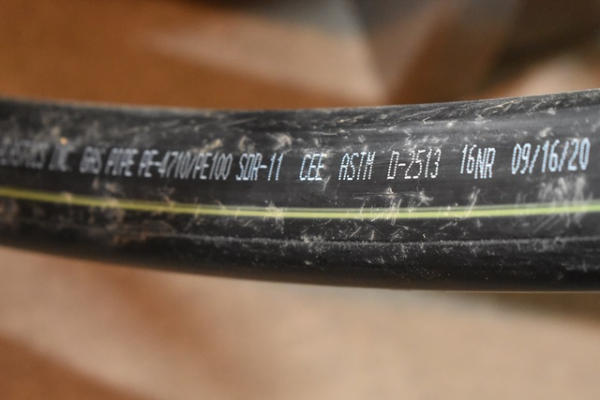 INC. GAS PIPE PE-4710/PE100 SDR-11 CEE ASTM D-2513 16NR 09/16/20